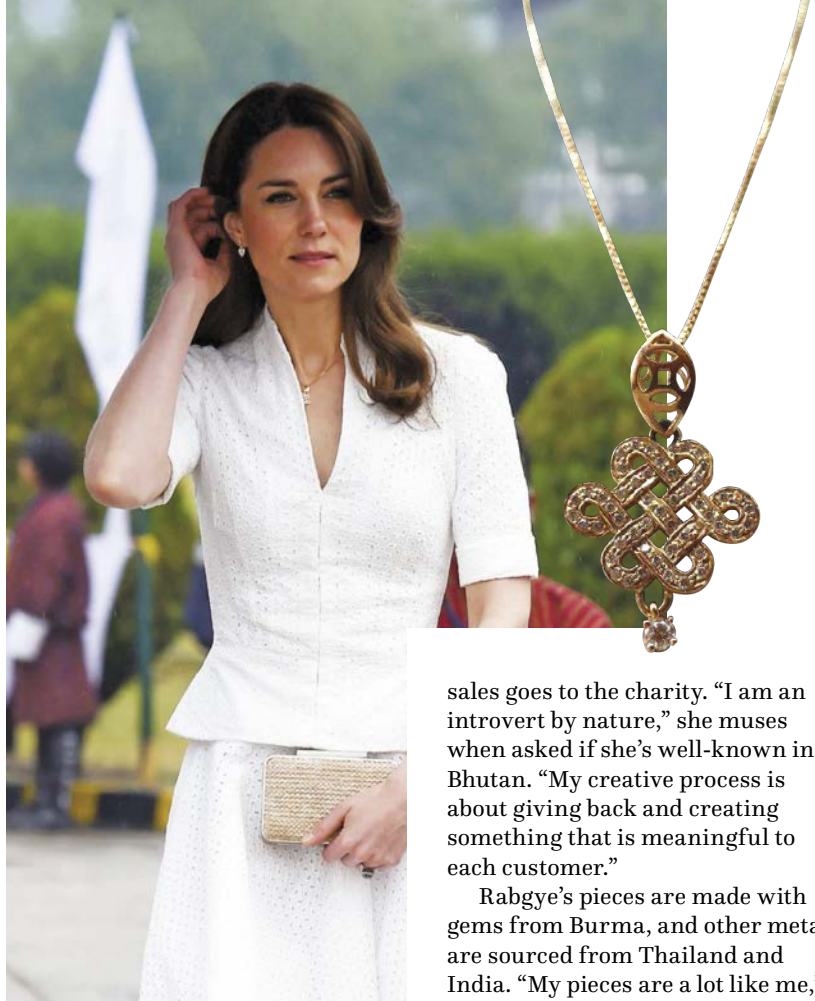 sales goes to the charity. “I am an
introvert by nature,” she muses
when asked if she’s well-known in
Bhutan. “My creative process is
about giving back and creating
something that is meaningful to
each customer.”
Rabgye’s pieces are made with
gems from Burma, and other
are sourced from Thailand and
India. “My pieces are a lot like me,